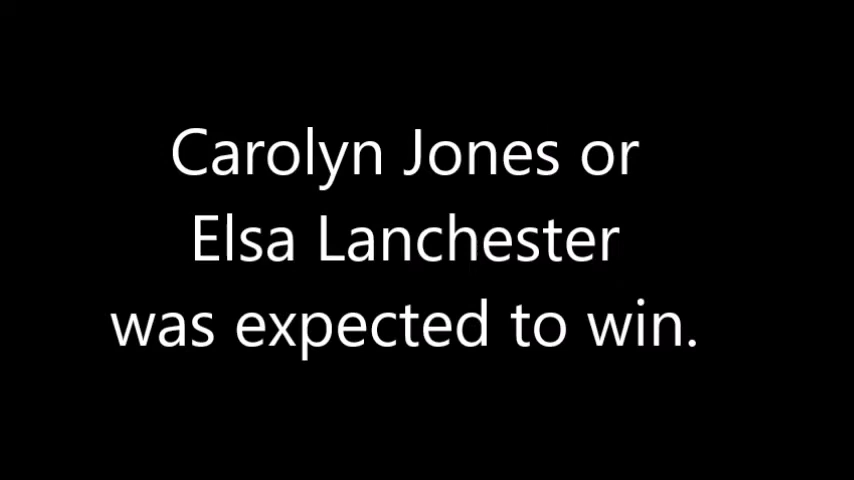 Carolyn Jones or
Elsa Lanchester
was expected to win.